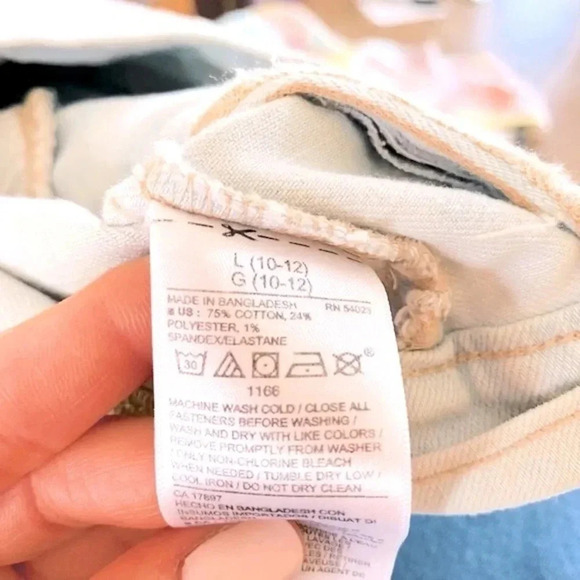 L (10-12)
G (10-12)
MADE IN BANGLADESH RN 54023
US : 75% COTTON, 24%
POLYESTER, 1%
SPANDEX/ELASTANE
30 ®
1166
MACHINE WASH COLD / CLOSE ALL
FASTENERS BEFORE WASHING /
WASH AND DRY WITH LIKE COLORS /
REMOVE PROMPTLY FROM WASHER
/ ONLY NON-CHLORINE BLEACH
WHEN NEEDED / TUMBLE DRY LOW /
COOL IRON / DO NOT DRY CLEAN
CA 17897
HECHO EN BANGLADESH CON
INSUMOS IMPORTADOS /